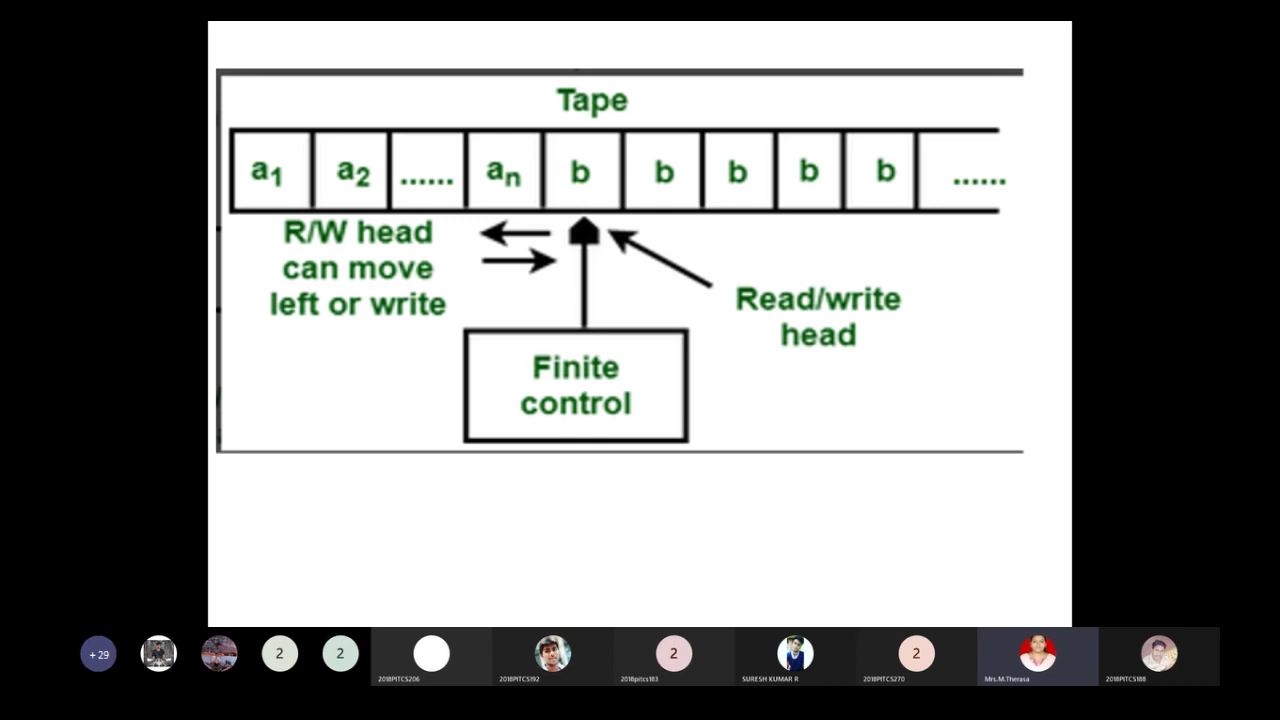 Tape
a₁ a₂ ...... aₙ b b b b b ......
R/W head
can move
left or write
Read/write
head
Finite
control
+ 29
2
2
2
2
2018PITCS206
2018PITCS192
2018pitcs183
SURESH KUMAR R
2018PITCS270
Mrs.M.Therasa
2018PITCS188